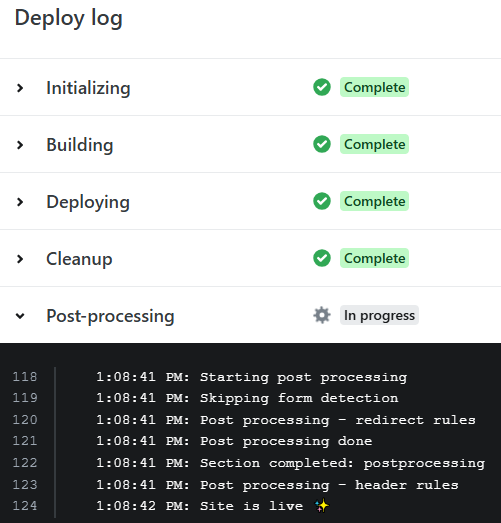 Deploy log
Initializing Complete
Building Complete
Deploying Complete
Cleanup Complete
Post-processing In progress
118 1:08:41 PM: Starting post processing
119 1:08:41 PM: Skipping form detection
120 1:08:41 PM: Post processing - redirect rules
121 1:08:41 PM: Post processing done
122 1:08:41 PM: Section completed: postprocessing
123 1:08:41 PM: Post processing - header rules
124 1:08:42 PM: Site is live ✨